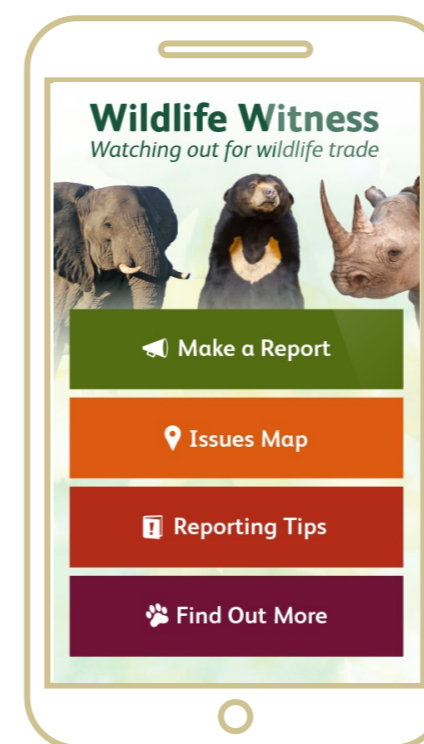 Wildlife Witness
Watching out for wildlife trade
Make a Report
Issues Map
Reporting Tips
Find Out More